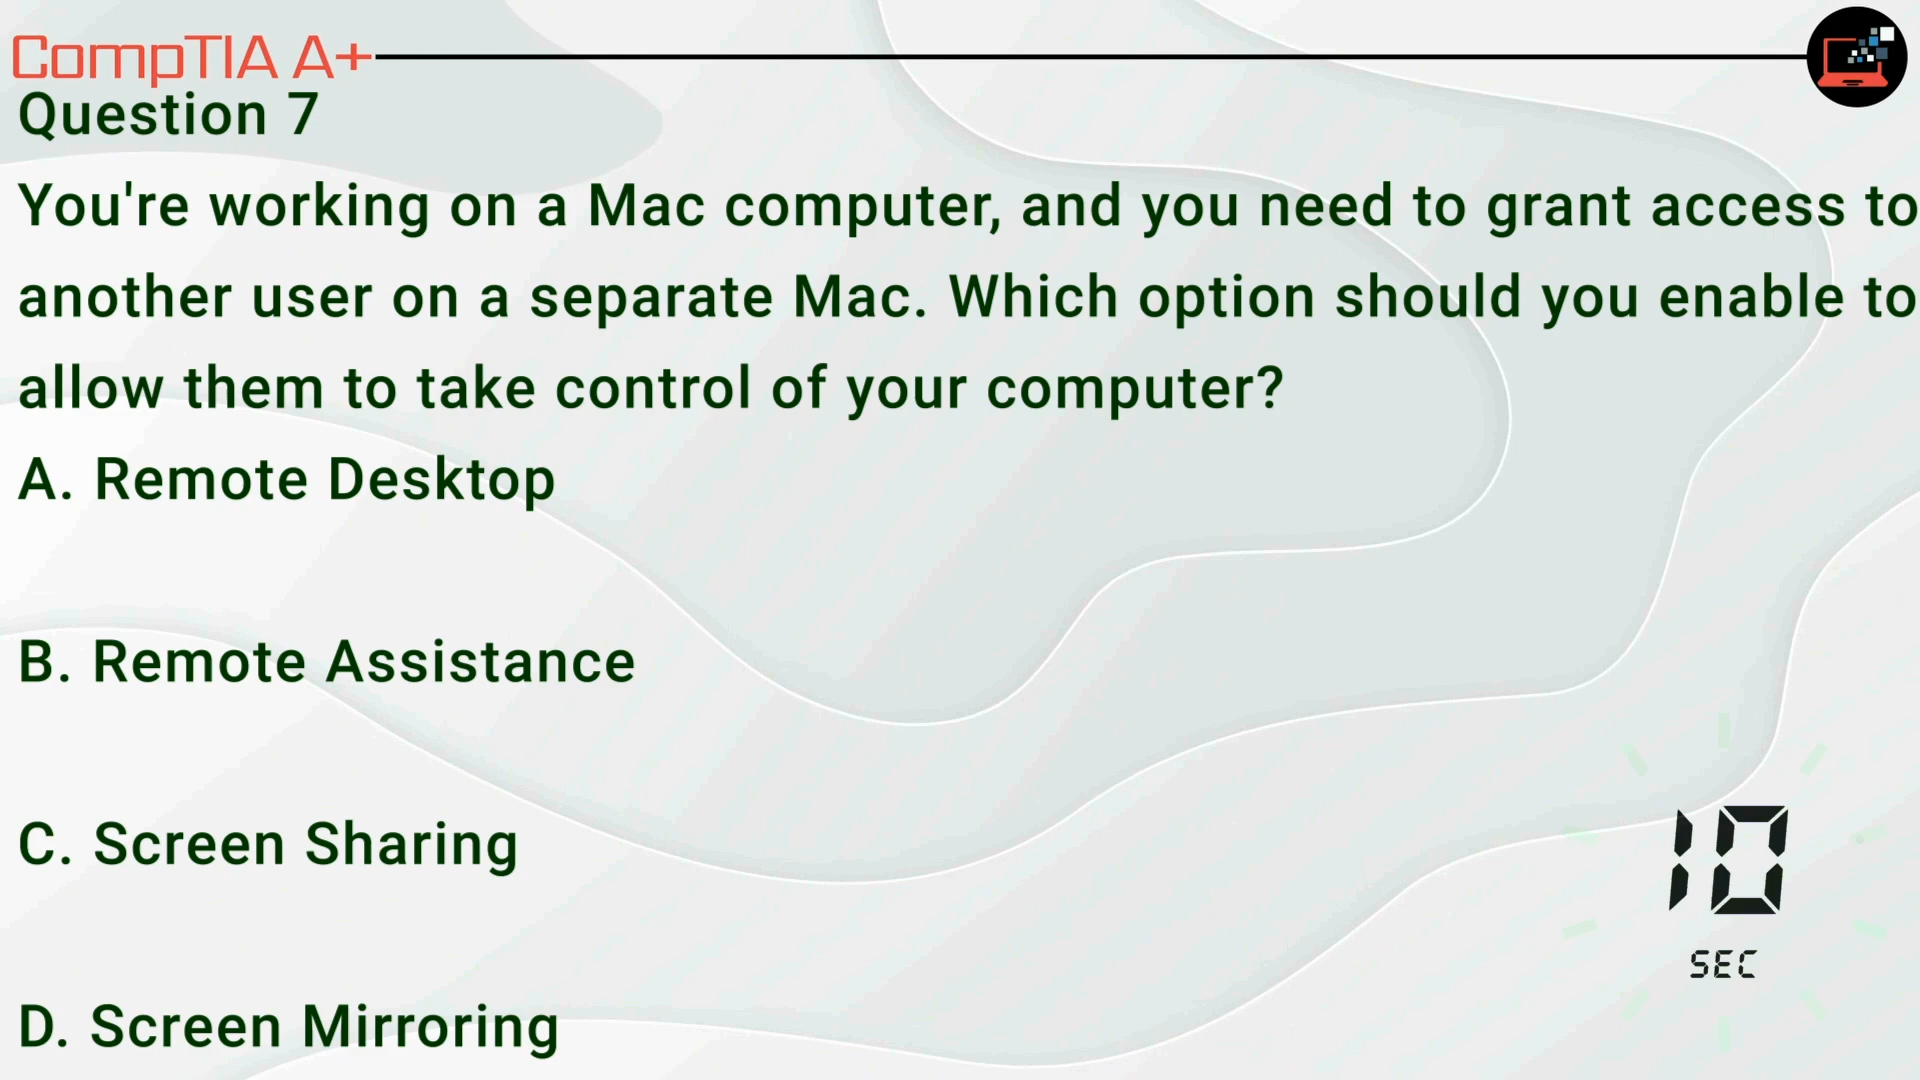 CompTIA A+
Question 7
You're working on a Mac computer, and you need to grant access to
another user on a separate Mac. Which option should you enable to
allow them to take control of your computer?
A. Remote Desktop
B. Remote Assistance
C. Screen Sharing
D. Screen Mirroring
10
SEC